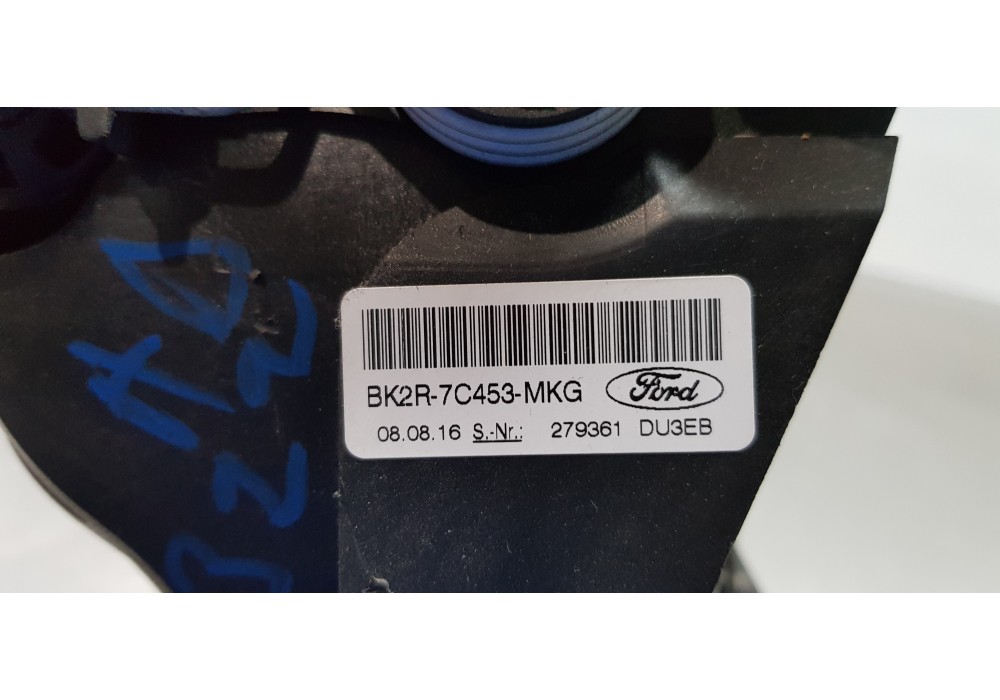 BK2R-7C453-MKG Ford
08.08.16 S.-Nr.: 279361 DU3EB